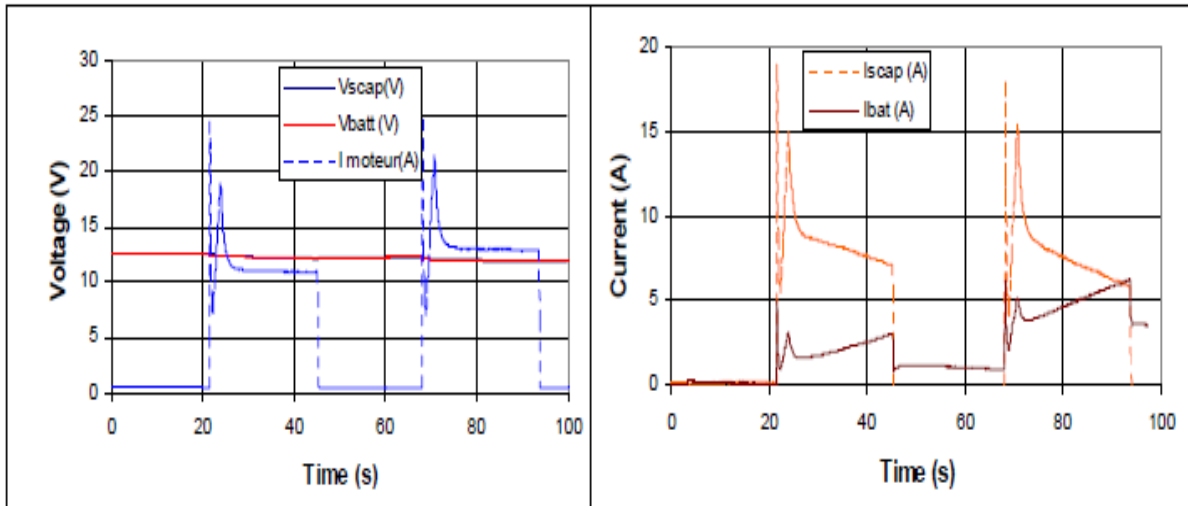 30
25
20
15
10
5
0
Voltage (V)
Vscap(V)
Vbatt (V)
I moteur(A)
0 20 40 60 80 100
Time (s)
20
15
10
5
0
Current (A)
Iscap (A)
Ibat (A)
0 20 40 60 80 100
Time (s)